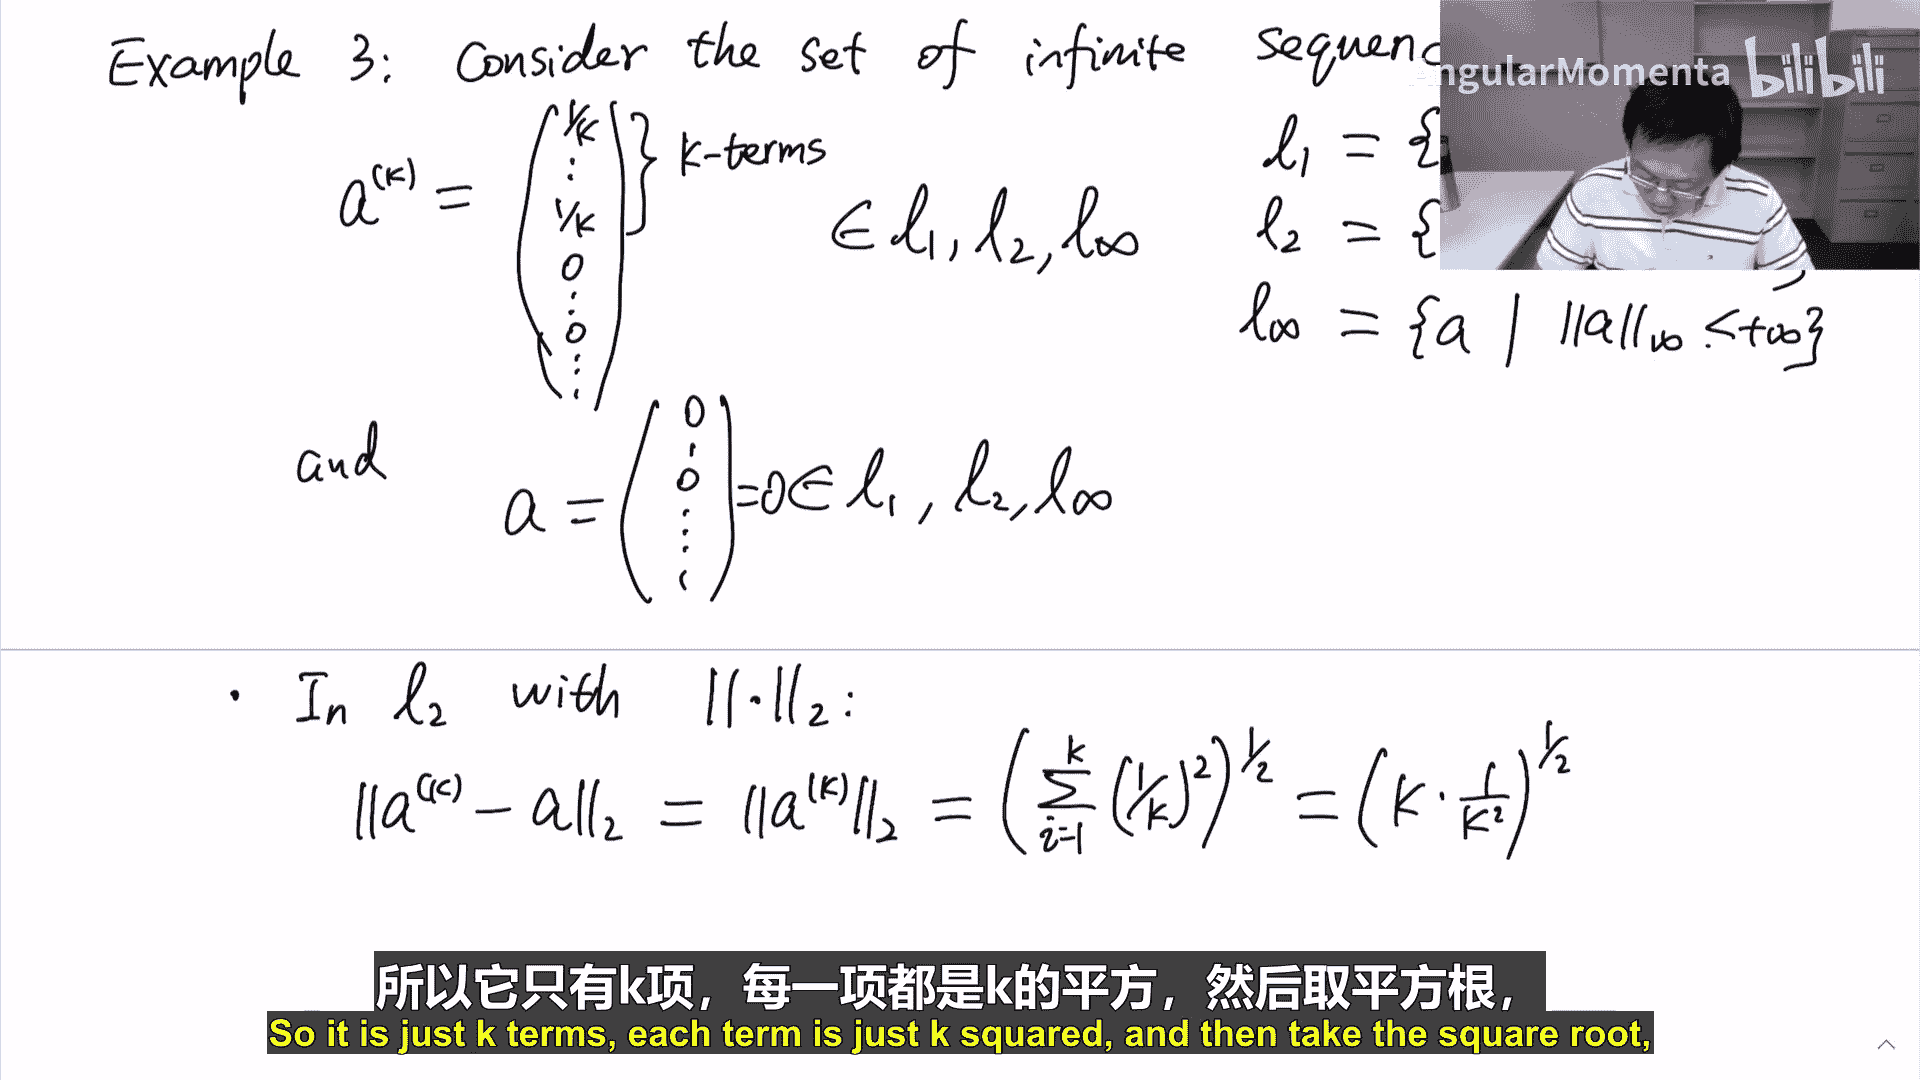 Example 3: Consider the set of infinite
ngularMomenta bilibili
a^(k) = (1/k ⋮ 1/k 0 ⋮ 0 ⋮) } k-terms ∈ l₁, l₂, l∞
l₁ = {
l₂ = {
l∞ = {a | ||a||∞ < +∞}
and a = (0 ⋮ 0 ⋮) = 0 ∈ l₁, l₂, l∞
· In l₂ with ||·||₂:
||a^(k) - a||₂ = ||a^(k)||₂ = (∑_{i=1}^{k} (1/k)²)^{1/2} = (k · 1/k²)^{1/2}
所以它只有k项，每一项都是k的平方，然后取平方根，
So it is just k terms, each term is just k squared, and then take the square root,